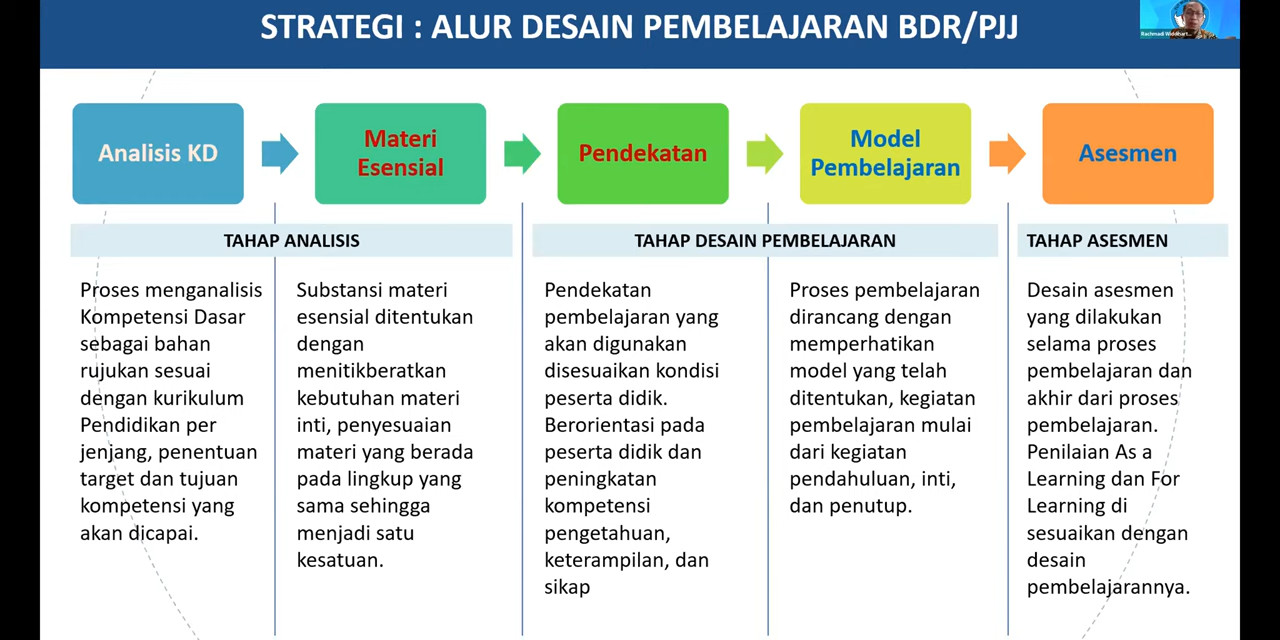 STRATEGI : ALUR DESAIN PEMBELAJARAN BDR/PJJ
Rachmadi Widdihart...
Analisis KD
Materi
Esensial
Pendekatan
Model
Pembelajaran
Asesmen
TAHAP ANALISIS
TAHAP DESAIN PEMBELAJARAN
TAHAP ASESMEN
Proses menganalisis
Kompetensi Dasar
sebagai bahan
rujukan sesuai
dengan kurikulum
Pendidikan per
jenjang, penentuan
target dan tujuan
kompetensi yang
akan dicapai.
Substansi materi
esensial ditentukan
dengan
menitikberatkan
kebutuhan materi
inti, penyesuaian
materi yang berada
pada lingkup yang
sama sehingga
menjadi satu
kesatuan.
Pendekatan
pembelajaran yang
akan digunakan
disesuaikan kondisi
peserta didik.
Berorientasi pada
peserta didik dan
peningkatan
kompetensi
pengetahuan,
keterampilan, dan
sikap
Proses pembelajaran
dirancang dengan
memperhatikan
model yang telah
ditentukan, kegiatan
pembelajaran mulai
dari kegiatan
pendahuluan, inti,
dan penutup.
Desain asesmen
yang dilakukan
selama proses
pembelajaran dan
akhir dari proses
pembelajaran.
Penilaian As a
Learning dan For
Learning di
sesuaikan dengan
desain
pembelajarannya.